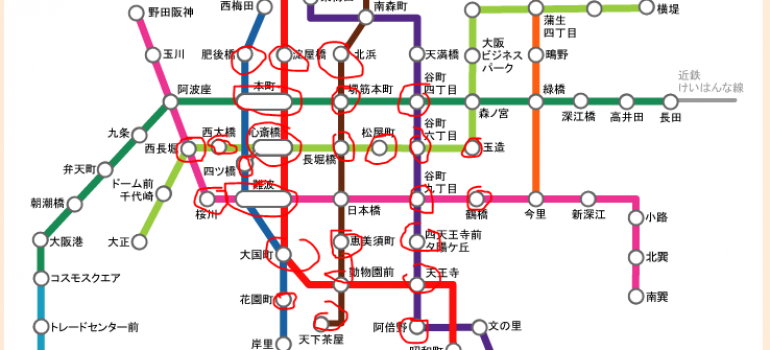 西梅田
南森町
野田阪神
横堤
蒲生
四丁目
大阪
ビジネス
パーク
玉川
肥後橋
淀屋橋
北浜
天満橋
鴫野
近鉄
けいはんな線
阿波座
本町
堺筋本町
谷町
四丁目
緑橋
森ノ宮
深江橋
高井田
長田
九条
西大橋
心斎橋
松屋町
谷町
六丁目
西長堀
長堀橋
玉造
弁天町
四ツ橋
ドーム前
千代崎
難波
谷町
九丁目
朝潮橋
桜川
日本橋
鶴橋
今里
新深江
小路
大阪港
大正
恵美須町
四天王寺前
夕陽ケ丘
大国町
北巽
コスモスクエア
動物園前
天王寺
花園町
南巽
トレードセンター前
天下茶屋
阿倍野
文の里
岸里
昭和町